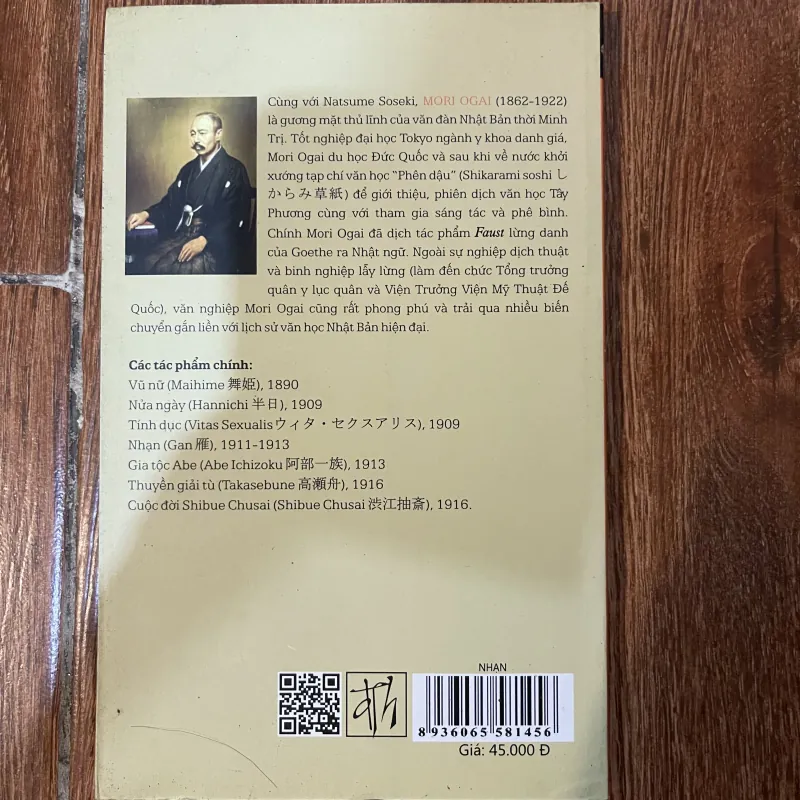 Cùng với Natsume Soseki, MORI OGAI (1862-1922)
là gương mặt thủ lĩnh của văn đàn Nhật Bản thời Minh
Trị. Tốt nghiệp đại học Tokyo ngành y khoa danh giá,
Mori Ogai du học Đức Quốc và sau khi về nước khởi
xướng tạp chí văn học "Phên dậu" (Shikarami soshi し
からみ草紙) để giới thiệu, phiên dịch văn học Tây
Phương cùng với tham gia sáng tác và phê bình.
Chính Mori Ogai đã dịch tác phẩm Faust lừng danh
của Goethe ra Nhật ngữ. Ngoài sự nghiệp dịch thuật
và binh nghiệp lẫy lừng (làm đến chức Tổng trưởng
quân y lục quân và Viện Trưởng Viện Mỹ Thuật Đế
Quốc), văn nghiệp Mori Ogai cũng rất phong phú và trải qua nhiều biến
chuyển gắn liền với lịch sử văn học Nhật Bản hiện đại.
Các tác phẩm chính:
Vũ nữ (Maihime 舞姫), 1890
Nửa ngày (Hannichi 半日), 1909
Tính dục (Vitas Sexualisウィタ・セクスアリス), 1909
Nhạn (Gan 雁), 1911-1913
Gia tộc Abe (Abe Ichizoku 阿部一族), 1913
Thuyền giải tù (Takasebune 高瀬舟), 1916
Cuộc đời Shibue Chusai (Shibue Chusai 渋江抽斎), 1916.
NHẠN
8 936065 581456
Giá: 45.000 Đ